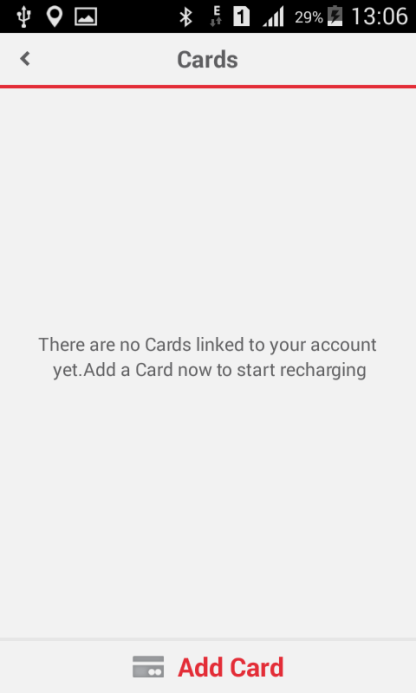 E 1 29% 13:06
Cards
There are no Cards linked to your account
yet.Add a Card now to start recharging
Add Card